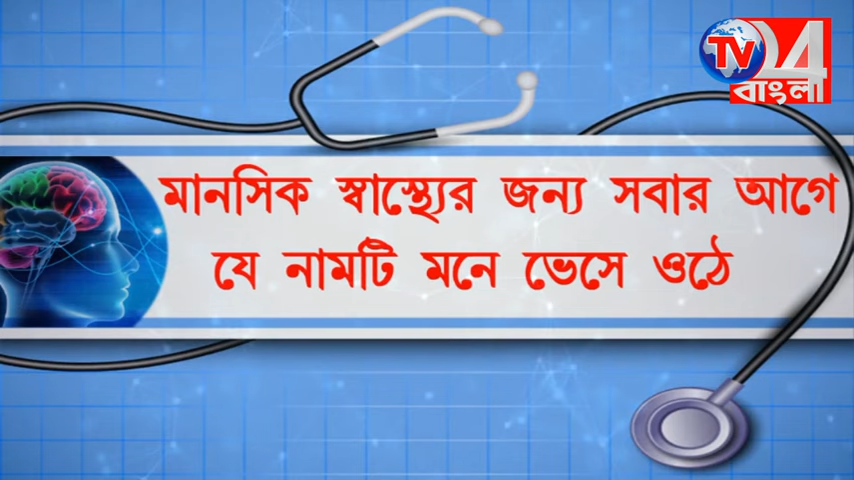 TV 24
বাংলা
মানসিক স্বাস্থ্যের জন্য সবার আগে
যে নামটি মনে ভেসে ওঠে